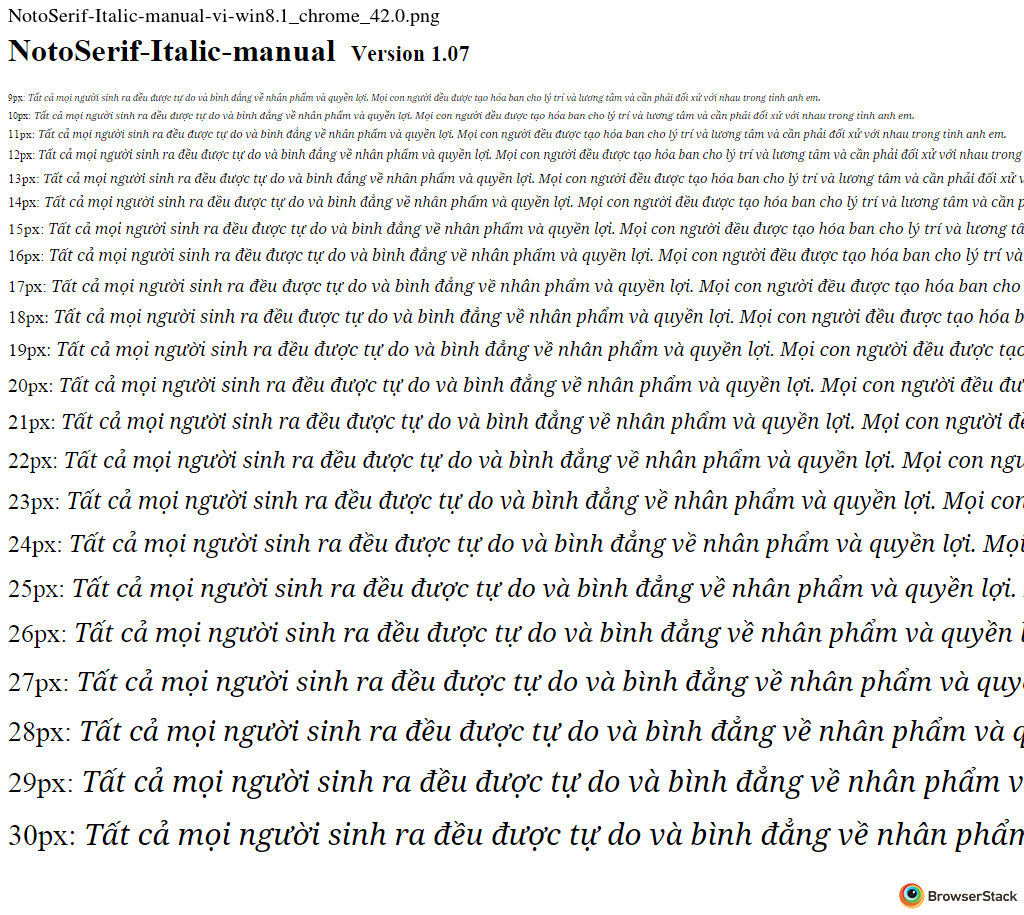 NotoSerif-Italic-manual-vi-win8.1_chrome_42.0.png
NotoSerif-Italic-manual Version 1.07
9px: Tất cả mọi người sinh ra đều được tự do và bình đẳng về nhân phẩm và quyền lợi. Mọi con người đều được tạo hóa ban cho lý trí và lương tâm và cần phải đối xử với nhau trong tình anh em.
10px: Tất cả mọi người sinh ra đều được tự do và bình đẳng về nhân phẩm và quyền lợi. Mọi con người đều được tạo hóa ban cho lý trí và lương tâm và cần phải đối xử với nhau trong tình anh em.
11px: Tất cả mọi người sinh ra đều được tự do và bình đẳng về nhân phẩm và quyền lợi. Mọi con người đều được tạo hóa ban cho lý trí và lương tâm và cần phải đối xử với nhau trong tình anh em.
12px: Tất cả mọi người sinh ra đều được tự do và bình đẳng về nhân phẩm và quyền lợi. Mọi con người đều được tạo hóa ban cho lý trí và lương tâm và cần phải đối xử với nhau trong
13px: Tất cả mọi người sinh ra đều được tự do và bình đẳng về nhân phẩm và quyền lợi. Mọi con người đều được tạo hóa ban cho lý trí và lương tâm và cần phải đối xử v
14px: Tất cả mọi người sinh ra đều được tự do và bình đẳng về nhân phẩm và quyền lợi. Mọi con người đều được tạo hóa ban cho lý trí và lương tâm và cần p
15px: Tất cả mọi người sinh ra đều được tự do và bình đẳng về nhân phẩm và quyền lợi. Mọi con người đều được tạo hóa ban cho lý trí và lương tâ
16px: Tất cả mọi người sinh ra đều được tự do và bình đẳng về nhân phẩm và quyền lợi. Mọi con người đều được tạo hóa ban cho lý trí và
17px: Tất cả mọi người sinh ra đều được tự do và bình đẳng về nhân phẩm và quyền lợi. Mọi con người đều được tạo hóa ban cho
18px: Tất cả mọi người sinh ra đều được tự do và bình đẳng về nhân phẩm và quyền lợi. Mọi con người đều được tạo hóa b
19px: Tất cả mọi người sinh ra đều được tự do và bình đẳng về nhân phẩm và quyền lợi. Mọi con người đều được tạo
20px: Tất cả mọi người sinh ra đều được tự do và bình đẳng về nhân phẩm và quyền lợi. Mọi con người đều đư
21px: Tất cả mọi người sinh ra đều được tự do và bình đẳng về nhân phẩm và quyền lợi. Mọi con người đề
22px: Tất cả mọi người sinh ra đều được tự do và bình đẳng về nhân phẩm và quyền lợi. Mọi con ngư
23px: Tất cả mọi người sinh ra đều được tự do và bình đẳng về nhân phẩm và quyền lợi. Mọi con
24px: Tất cả mọi người sinh ra đều được tự do và bình đẳng về nhân phẩm và quyền lợi. Mọi
25px: Tất cả mọi người sinh ra đều được tự do và bình đẳng về nhân phẩm và quyền lợi.
26px: Tất cả mọi người sinh ra đều được tự do và bình đẳng về nhân phẩm và quyền l
27px: Tất cả mọi người sinh ra đều được tự do và bình đẳng về nhân phẩm và quy
28px: Tất cả mọi người sinh ra đều được tự do và bình đẳng về nhân phẩm và q
29px: Tất cả mọi người sinh ra đều được tự do và bình đẳng về nhân phẩm v
30px: Tất cả mọi người sinh ra đều được tự do và bình đẳng về nhân phẩm
BrowserStack